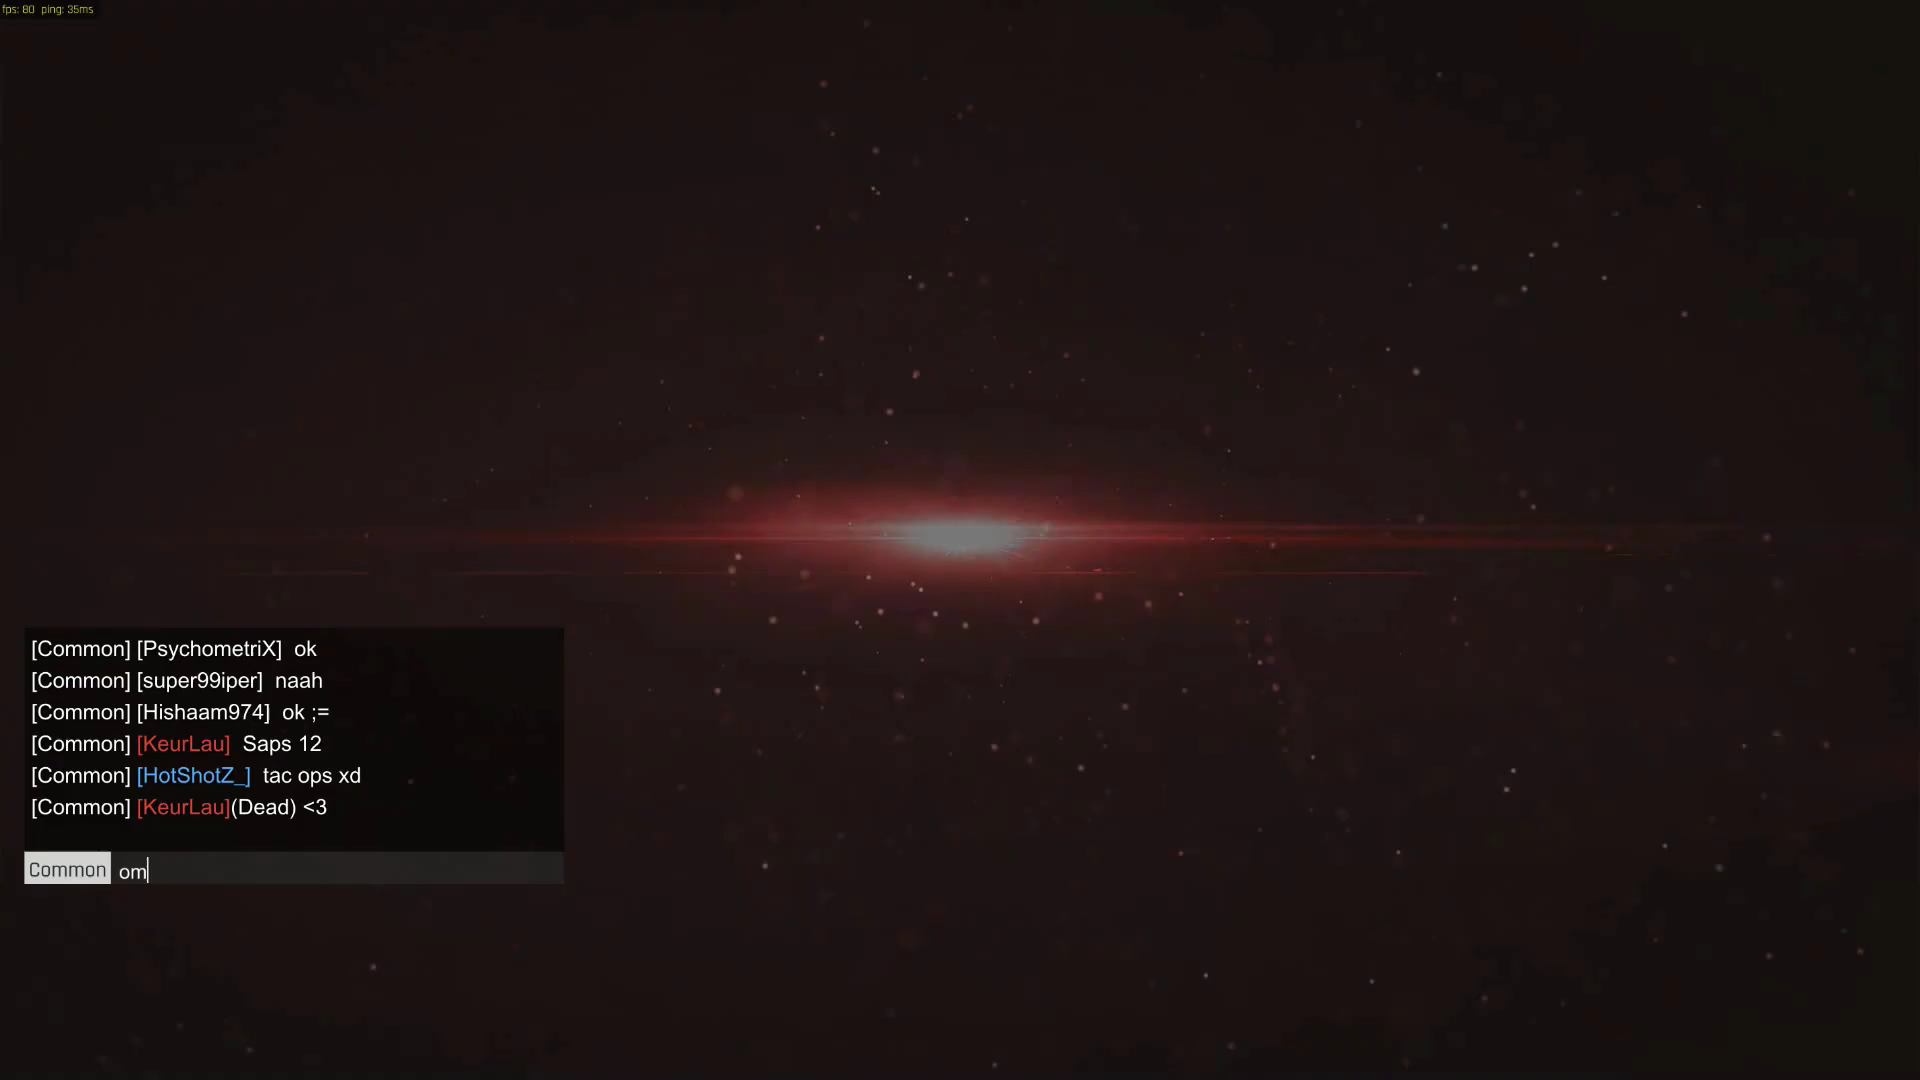 fps: 80 ping: 35ms
[Common] [PsychometriX] ok
[Common] [super99iper] naah
[Common] [Hishaam974] ok ;=
[Common] [KeurLau] Saps 12
[Common] [HotShotZ_] tac ops xd
[Common] [KeurLau](Dead) <3
Common om